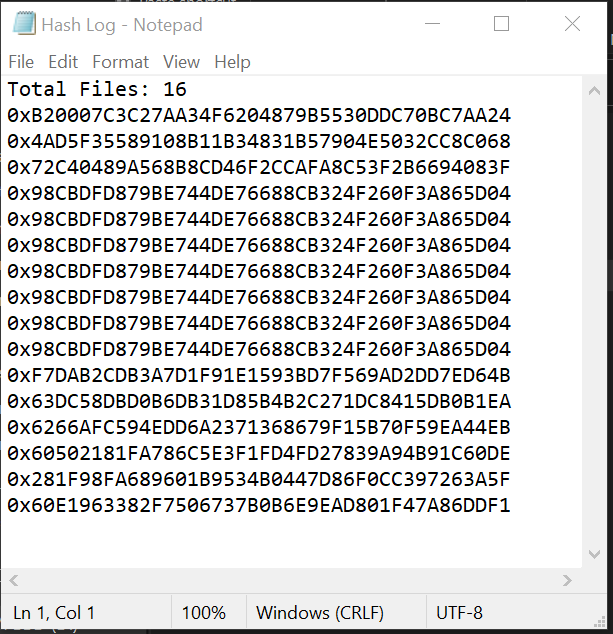 Hash Log - Notepad
File Edit Format View Help
Total Files: 16
0xB20007C3C27AA34F6204879B5530DDC70BC7AA24
0x4AD5F35589108B11B34831B57904E5032CC8C068
0x72C40489A568B8CD46F2CCAFA8C53F2B6694083F
0x98CBDFD879BE744DE76688CB324F260F3A865D04
0x98CBDFD879BE744DE76688CB324F260F3A865D04
0x98CBDFD879BE744DE76688CB324F260F3A865D04
0x98CBDFD879BE744DE76688CB324F260F3A865D04
0x98CBDFD879BE744DE76688CB324F260F3A865D04
0x98CBDFD879BE744DE76688CB324F260F3A865D04
0x98CBDFD879BE744DE76688CB324F260F3A865D04
0xF7DAB2CDB3A7D1F91E1593BD7F569AD2DD7ED64B
0x63DC58DBD0B6DB31D85B4B2C271DC8415DB0B1EA
0x6266AFC594EDD6A2371368679F15B70F59EA44EB
0x60502181FA786C5E3F1FD4FD27839A94B91C60DE
0x281F98FA689601B9534B0447D86F0CC397263A5F
0x60E1963382F7506737B0B6E9EAD801F47A86DDF1
Ln 1, Col 1 100% Windows (CRLF) UTF-8